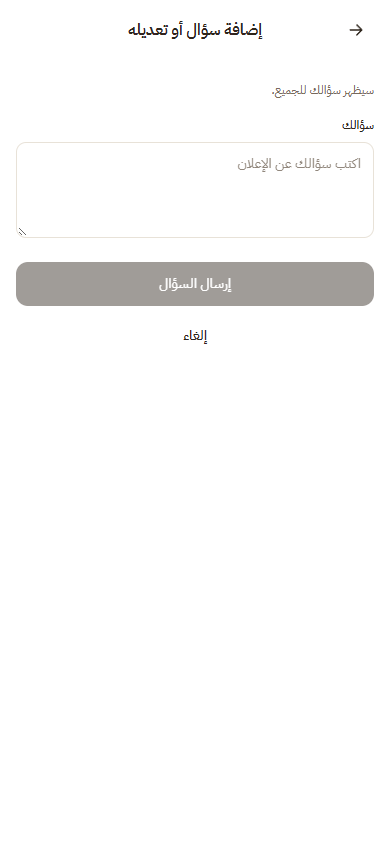 إضافة سؤال أو تعديله
سيظهر سؤالك للجميع.
سؤالك
اكتب سؤالك عن الإعلان
إرسال السؤال
إلغاء